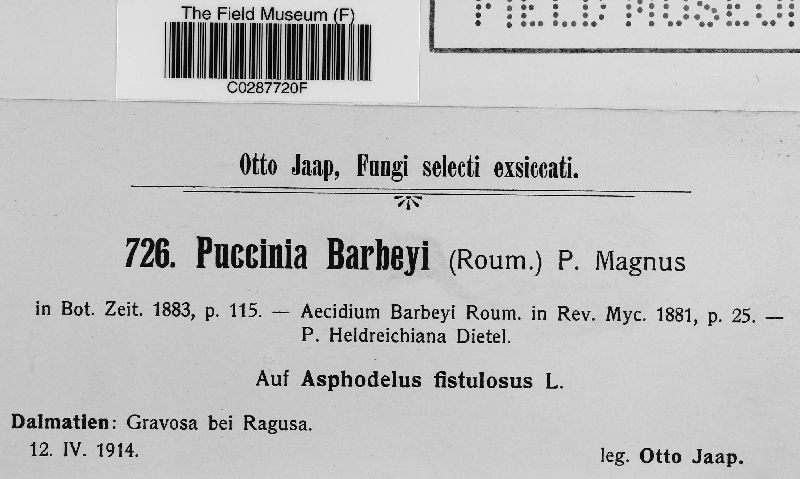 The Field Museum (F)
FIELD MUSEUM
C0287720F
Otto Jaap, Fungi selecti exsiccati.
726. Puccinia Barbeyi (Roum.) P. Magnus
in Bot. Zeit. 1883, p. 115. — Aecidium Barbeyi Roum. in Rev. Myc. 1881, p. 25. —
P. Heldreichiana Dietel.
Auf Asphodelus fistulosus L.
Dalmatien: Gravosa bei Ragusa.
12. IV. 1914.
leg. Otto Jaap.